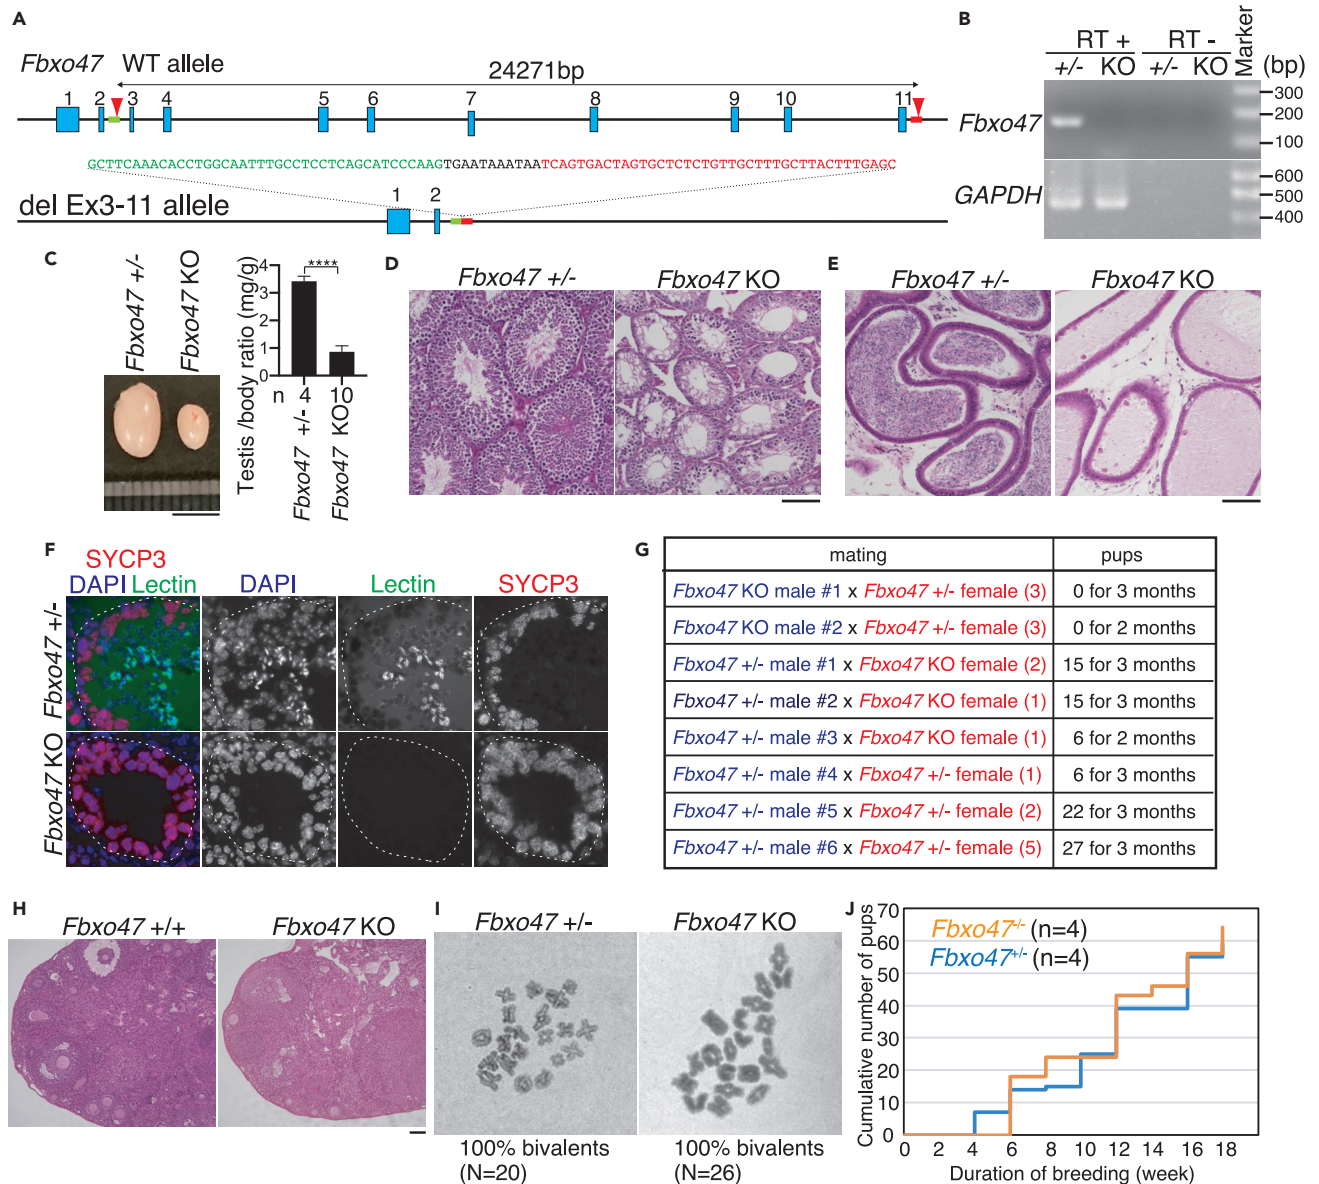 A
Fbxo47 WT allele
24271bp
1 2 3 4 5 6 7 8 9 10 11
GCTTCAAACACCTGGCAATTTGCCTCCTCAGCATCCCAAGTGAATAAATAATCAGTGACTAGTGCTCTCTGTTGCTTTGCTTACTTTGAGC
1 2
del Ex3-11 allele
B
RT + RT -
+/- KO +/- KO Marker (bp)
Fbxo47
300
200
100
GAPDH
600
500
400
C
Fbxo47 +/-
Fbxo47 KO
Testis /body ratio (mg/g)
4
3
2
1
0
****
n 4 10
Fbxo47 +/-
Fbxo47 KO
D
Fbxo47 +/- Fbxo47 KO
E
Fbxo47 +/- Fbxo47 KO
F
SYCP3
DAPI Lectin DAPI Lectin SYCP3
Fbxo47 +/-
Fbxo47 KO
G
mating pups
Fbxo47 KO male #1 x Fbxo47 +/- female (3) 0 for 3 months
Fbxo47 KO male #2 x Fbxo47 +/- female (3) 0 for 2 months
Fbxo47 +/- male #1 x Fbxo47 KO female (2) 15 for 3 months
Fbxo47 +/- male #2 x Fbxo47 KO female (1) 15 for 3 months
Fbxo47 +/- male #3 x Fbxo47 KO female (1) 6 for 2 months
Fbxo47 +/- male #4 x Fbxo47 +/- female (1) 6 for 3 months
Fbxo47 +/- male #5 x Fbxo47 +/- female (2) 22 for 3 months
Fbxo47 +/- male #6 x Fbxo47 +/- female (5) 27 for 3 months
H
Fbxo47 +/+ Fbxo47 KO
I
Fbxo47 +/- Fbxo47 KO
100% bivalents 100% bivalents
(N=20) (N=26)
J
Cumulative number of pups
70
60
50
40
30
20
10
0
Fbxo47-/- (n=4)
Fbxo47+/- (n=4)
0 2 4 6 8 10 12 14 16 18
Duration of breeding (week)